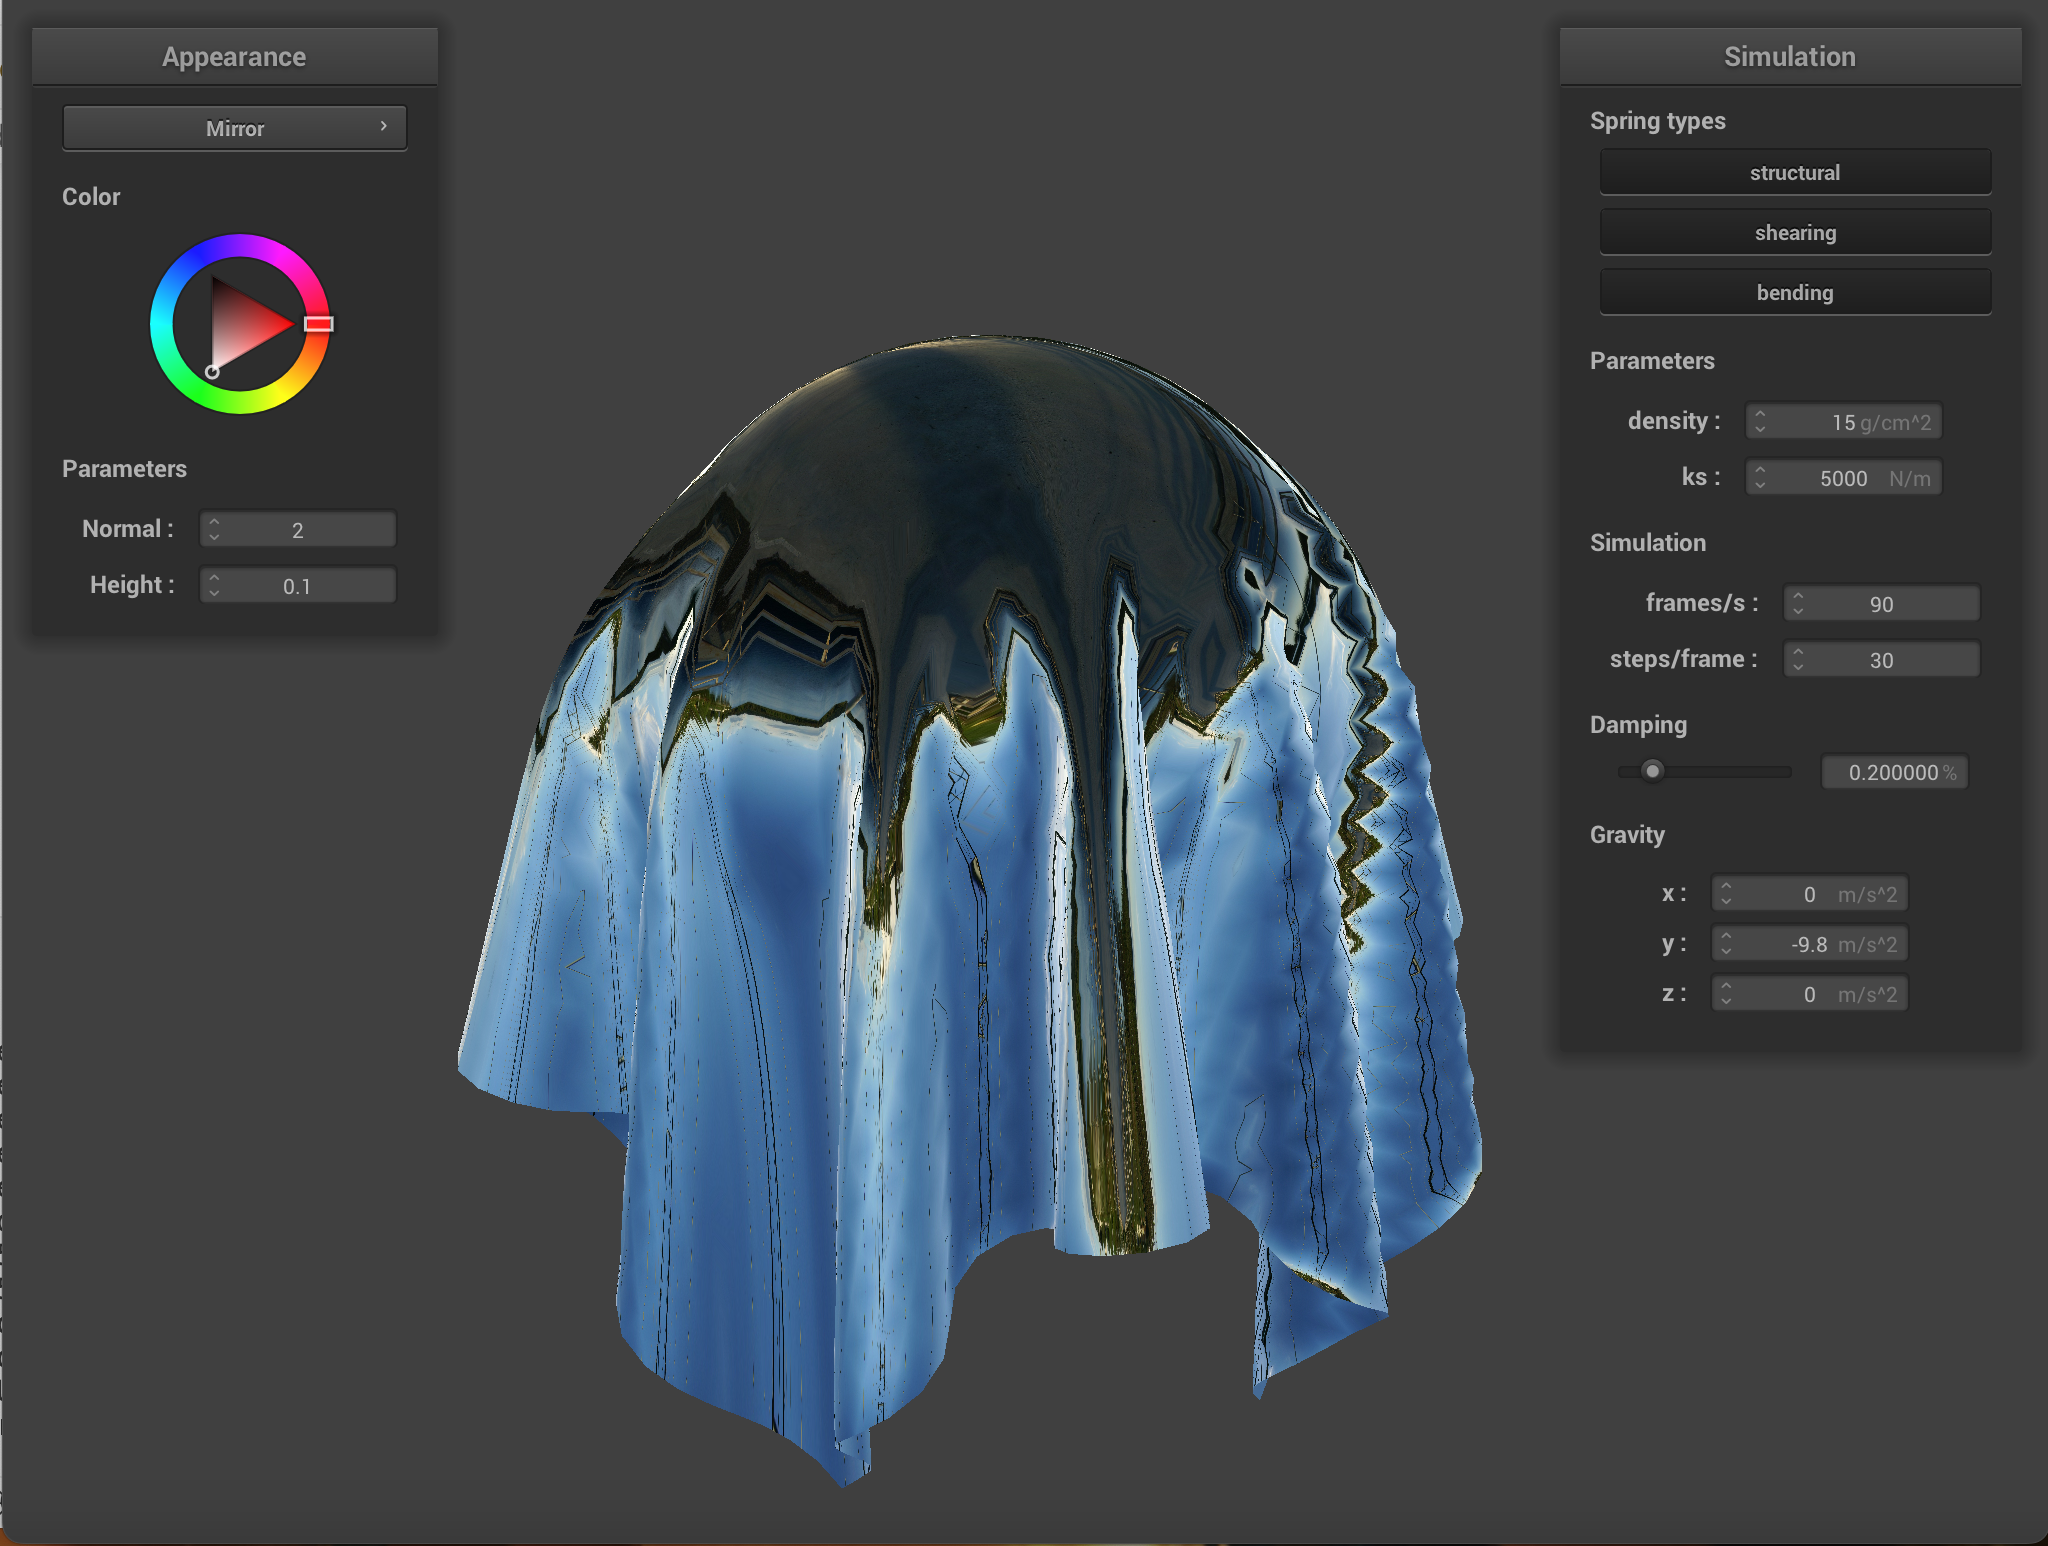 Appearance
Mirror
Color
Parameters
Normal : 2
Height : 0.1
Simulation
Spring types
structural
shearing
bending
Parameters
density : 15 g/cm^2
ks : 5000 N/m
Simulation
frames/s : 90
steps/frame : 30
Damping
0.200000 %
Gravity
x : 0 m/s^2
y : -9.8 m/s^2
z : 0 m/s^2